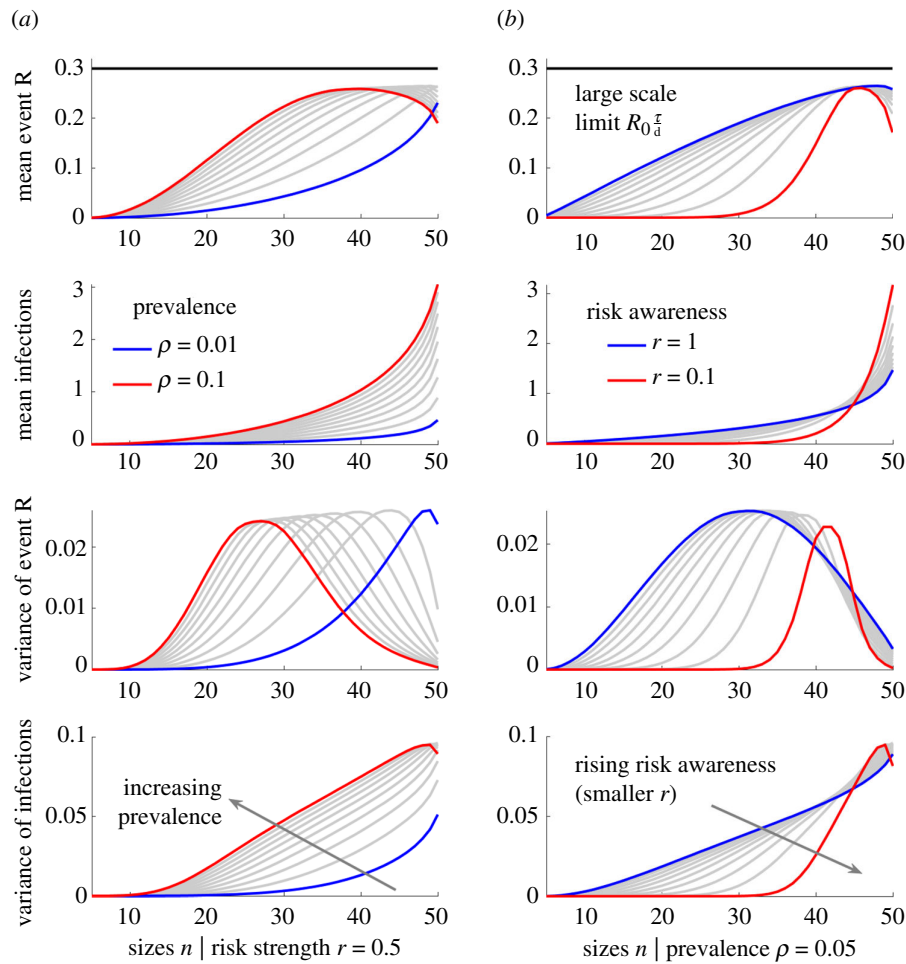 (a)
(b)
mean event R
0.3
0.2
0.1
0
10 20 30 40 50
0.3
0.2
0.1
0
large scale
limit R₀ r/d
10 20 30 40 50
mean infections
3
2
1
0
prevalence
ρ = 0.01
ρ = 0.1
10 20 30 40 50
3
2
1
0
risk awareness
r = 1
r = 0.1
10 20 30 40 50
variance of event R
0.02
0.01
0
10 20 30 40 50
0.02
0.01
0
10 20 30 40 50
variance of infections
0.1
0.05
0
increasing
prevalence
10 20 30 40 50
sizes n | risk strength r = 0.5
0.1
0.05
0
rising risk awareness
(smaller r)
10 20 30 40 50
sizes n | prevalence ρ = 0.05